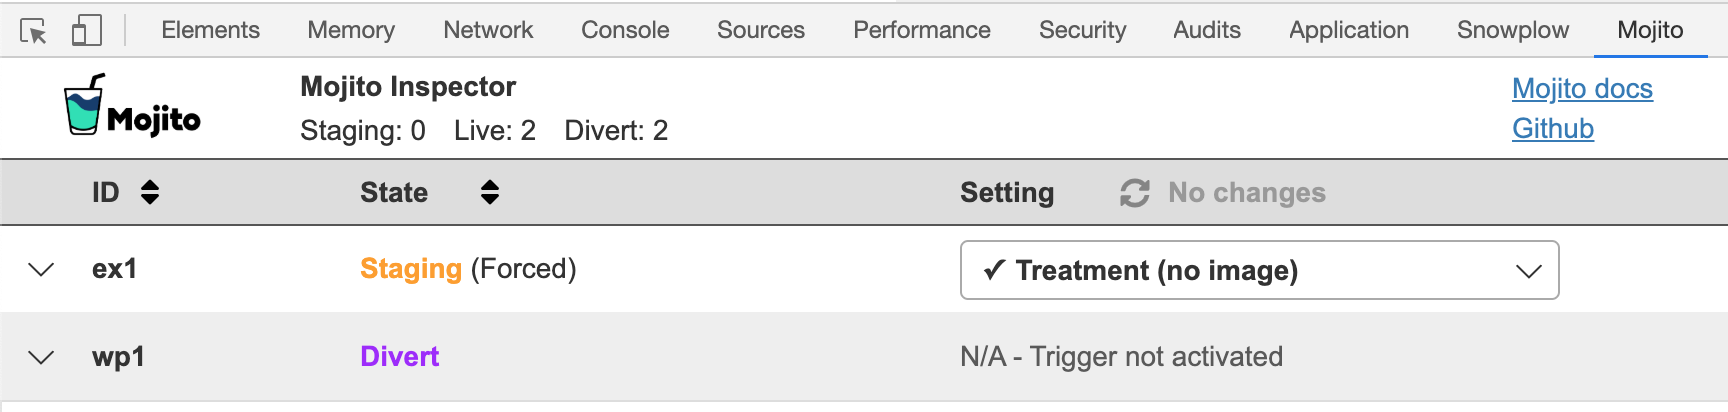 Elements Memory Network Console Sources Performance Security Audits Application Snowplow Mojito
Mojito
Mojito Inspector
Staging: 0 Live: 2 Divert: 2
Mojito docs
Github
ID State Setting No changes
ex1 Staging (Forced) ✓ Treatment (no image)
wp1 Divert N/A - Trigger not activated